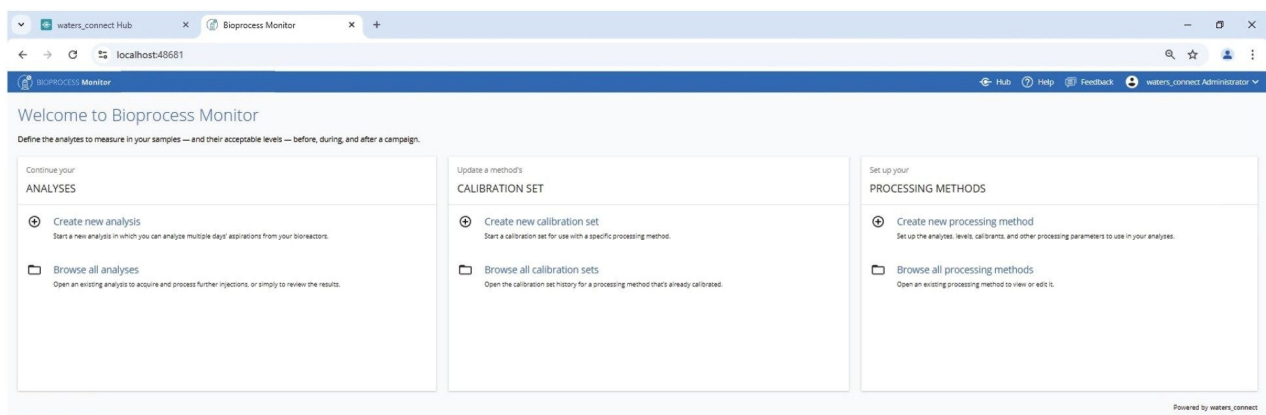 waters_connect Hub
Bioprocess Monitor
localhost:48681
BIOPROCESS Monitor
Hub
Help
Feedback
waters_connect Administrator
Welcome to Bioprocess Monitor
Define the analytes to measure in your samples — and their acceptable levels — before, during, and after a campaign.
Continue your
ANALYSES
Create new analysis
Start a new analysis in which you can analyze multiple days' aspirations from your bioreactors.
Browse all analyses
Open an existing analysis to acquire and process further injections, or simply to review the results.
Update a method's
CALIBRATION SET
Create new calibration set
Start a calibration set for use with a specific processing method.
Browse all calibration sets
Open the calibration set history for a processing method that's already calibrated.
Set up your
PROCESSING METHODS
Create new processing method
Set up the analytes, levels, calibrants, and other processing parameters to use in your analyses.
Browse all processing methods
Open an existing processing method to view or edit it.
Powered by waters_connect